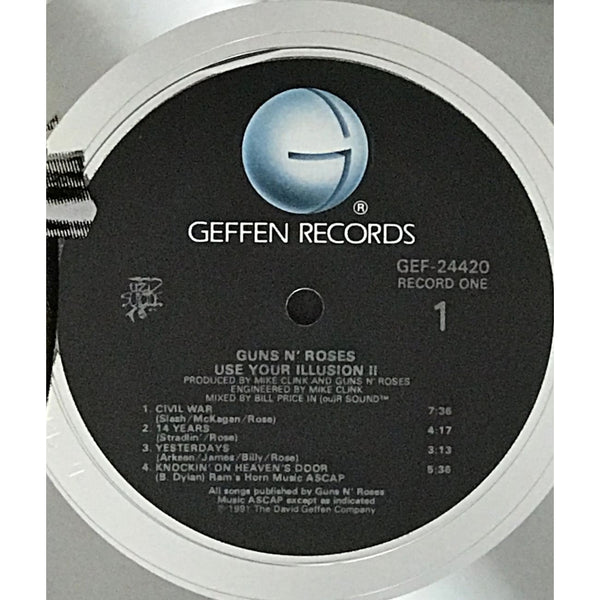 ®
GEFFEN RECORDS
GEF-24420
RECORD ONE
1
UZI
SUICIDE
GUNS N' ROSES
USE YOUR ILLUSION II
PRODUCED BY MIKE CLINK AND GUNS N' ROSES
ENGINEERED BY MIKE CLINK
MIXED BY BILL PRICE IN (ou)R SOUND™
1. CIVIL WAR 7:36
(Slash/McKagan/Rose)
2. 14 YEARS 4:17
(Stradlin'/Rose)
3. YESTERDAYS 3:13
(Arkeen/James/Billy/Rose)
4. KNOCKIN' ON HEAVEN'S DOOR 5:36
(B. Dylan) Ram's Horn Music ASCAP
All songs published by Guns N' Roses
Music ASCAP except as indicated
℗ 1991 The David Geffen Company